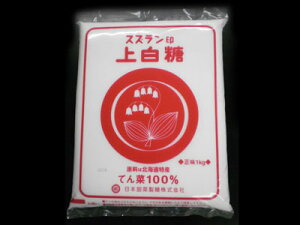 スズラン印
上白糖
◆正味1kg◆
原料は北海道特産
てん菜100%
日本甜菜製糖株式会社